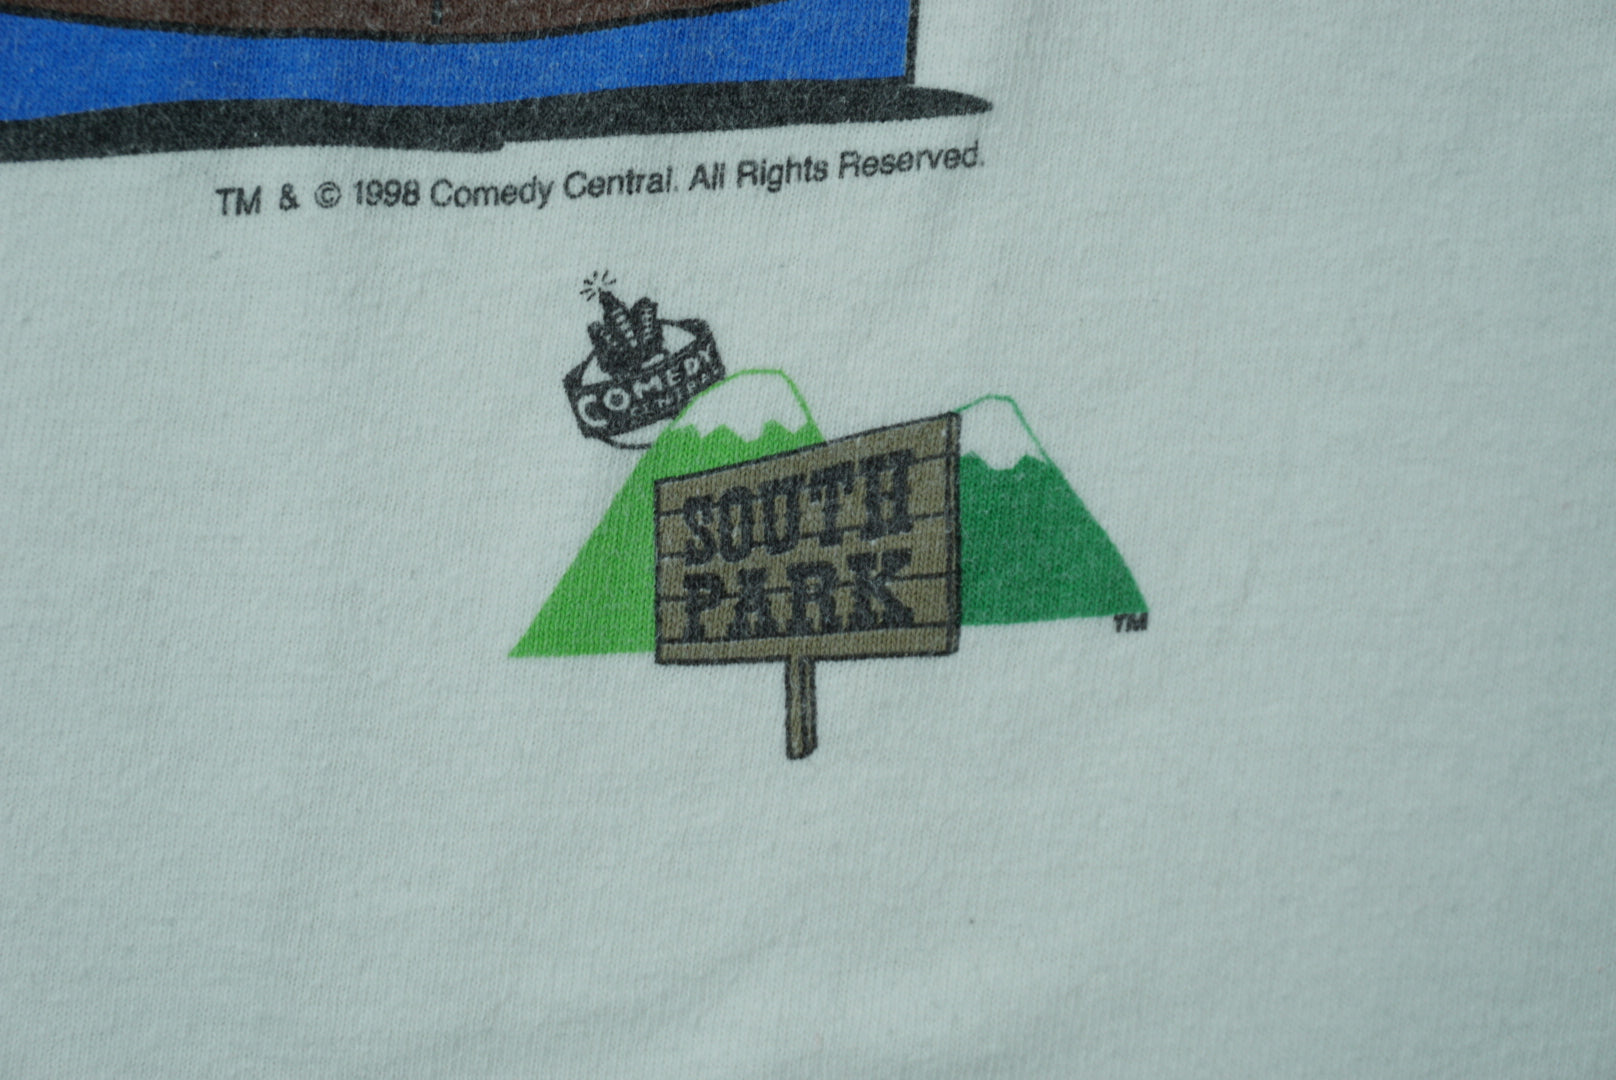 TM & © 1998 Comedy Central. All Rights Reserved.
COMEDY
CENTRAL
SOUTH
PARK
TM